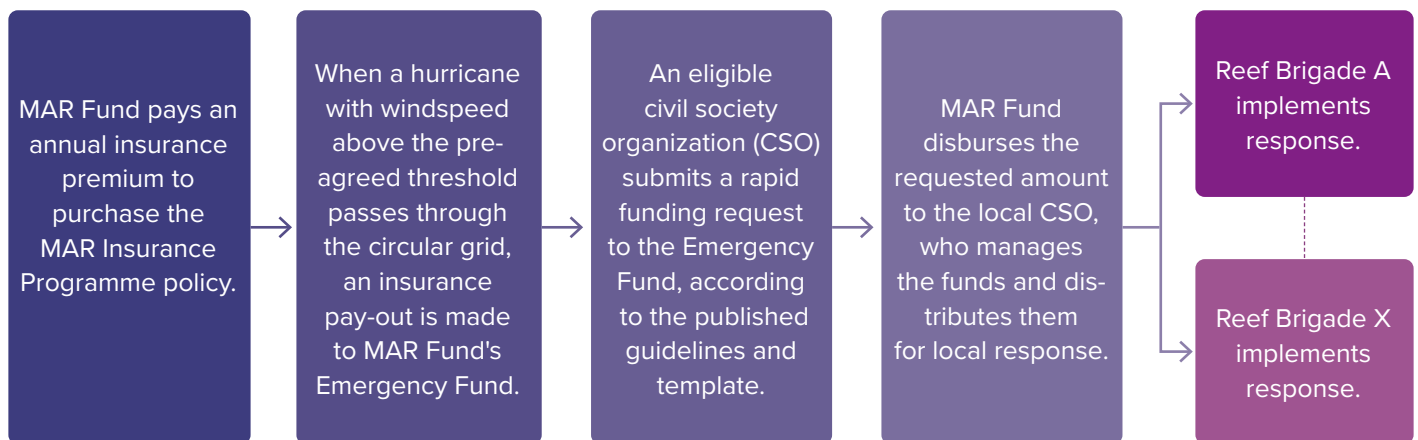 MAR Fund pays an
annual insurance
premium to
purchase the
MAR Insurance
Programme policy.
When a hurricane
with windspeed
above the pre-
agreed threshold
passes through
the circular grid,
an insurance
pay-out is made
to MAR Fund's
Emergency Fund.
An eligible
civil society
organization (CSO)
submits a rapid
funding request
to the Emergency
Fund, according
to the published
guidelines and
template.
MAR Fund
disburses the
requested amount
to the local CSO,
who manages
the funds and dis-
tributes them
for local response.
Reef Brigade A
implements
response.
Reef Brigade X
implements
response.